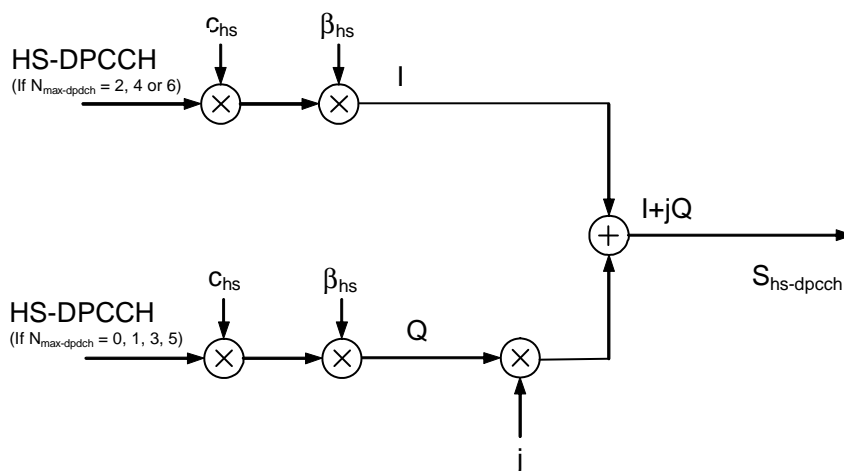 c_hs
β_hs
HS-DPCCH
(If N_max-dpdch = 2, 4 or 6)
I
I+jQ
S_hs-dpcch
c_hs
β_hs
HS-DPCCH
(If N_max-dpdch = 0, 1, 3, 5)
Q
j